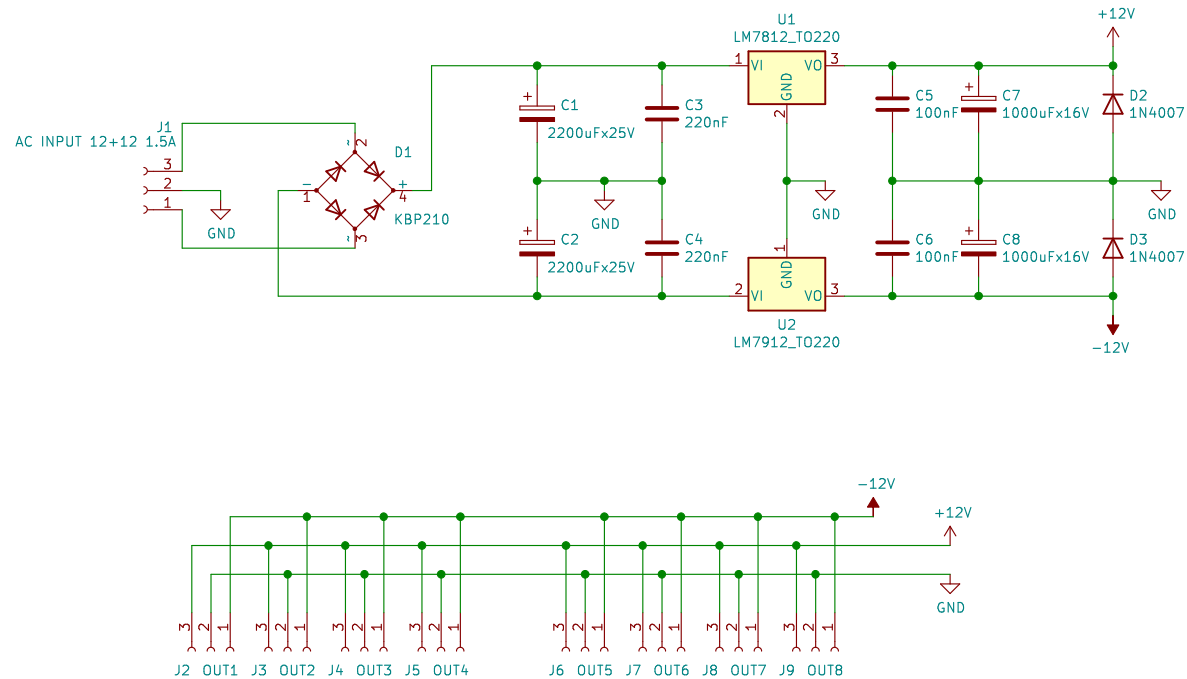 +12V
U1
LM7812_TO220
1 VI VO 3
GND
2
C1
2200uFx25V
C3
220nF
C5
100nF
C7
1000uFx16V
D2
1N4007
J1
AC INPUT 12+12 1.5A
3
2
1
GND
~ 2
D1
- 1
+ 4
KBP210
~ 3
GND
GND
GND
+
+
+
+
C2
2200uFx25V
C4
220nF
1
GND
2 VI VO 3
U2
LM7912_TO220
C6
100nF
C8
1000uFx16V
D3
1N4007
-12V
-12V
+12V
GND
3 2 1 3 2 1 3 2 1 3 2 1 3 2 1 3 2 1 3 2 1 3 2 1
J2 OUT1 J3 OUT2 J4 OUT3 J5 OUT4 J6 OUT5 J7 OUT6 J8 OUT7 J9 OUT8